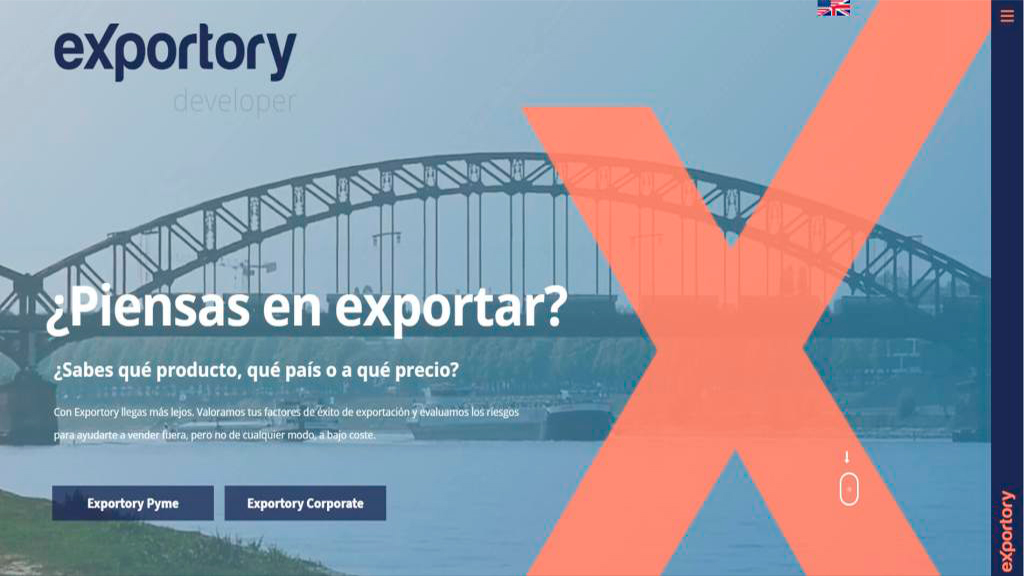 exportory
developer
¿Piensas en exportar?
¿Sabes qué producto, qué país o a qué precio?
Con Exportory llegas más lejos. Valoramos tus factores de éxito de exportación y evaluamos los riesgos
para ayudarte a vender fuera, pero no de cualquier modo, a bajo coste.
Exportory Pyme
Exportory Corporate
exportory